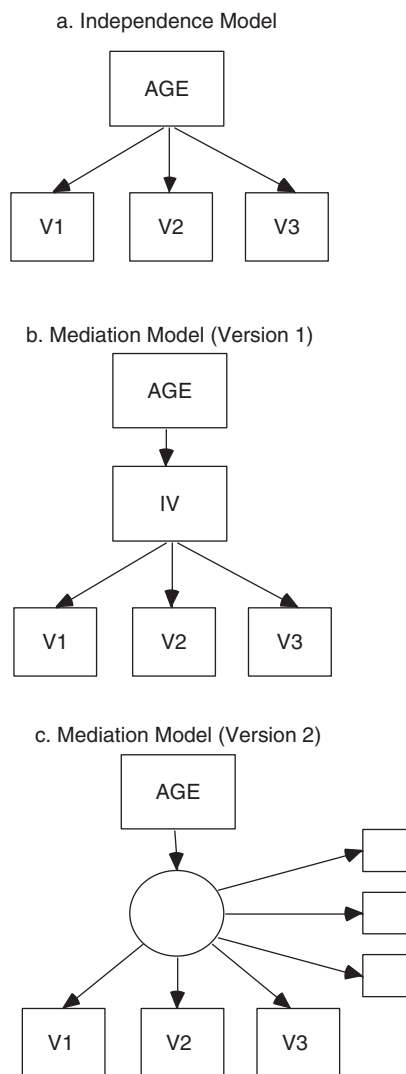 a. Independence Model
AGE
V1 V2 V3
b. Mediation Model (Version 1)
AGE
IV
V1 V2 V3
c. Mediation Model (Version 2)
AGE
V1 V2 V3